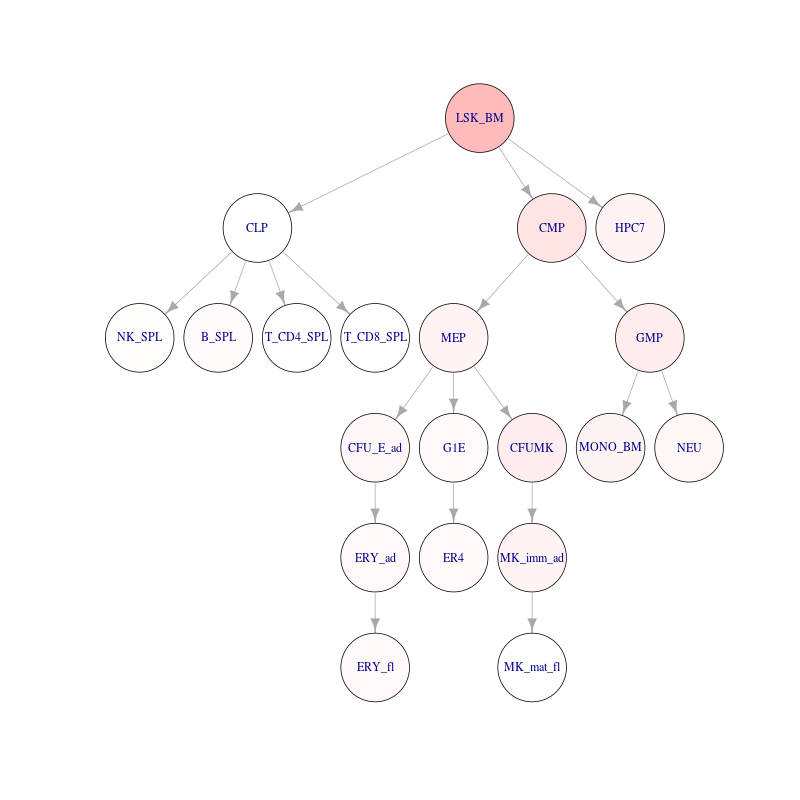 LSK_BM
CLP
CMP
HPC7
NK_SPL
B_SPL
T_CD4_SPL
T_CD8_SPL
MEP
GMP
CFU_E_ad
G1E
CFUMK
MONO_BM
NEU
ERY_ad
ER4
MK_imm_ad
ERY_fl
MK_mat_fl